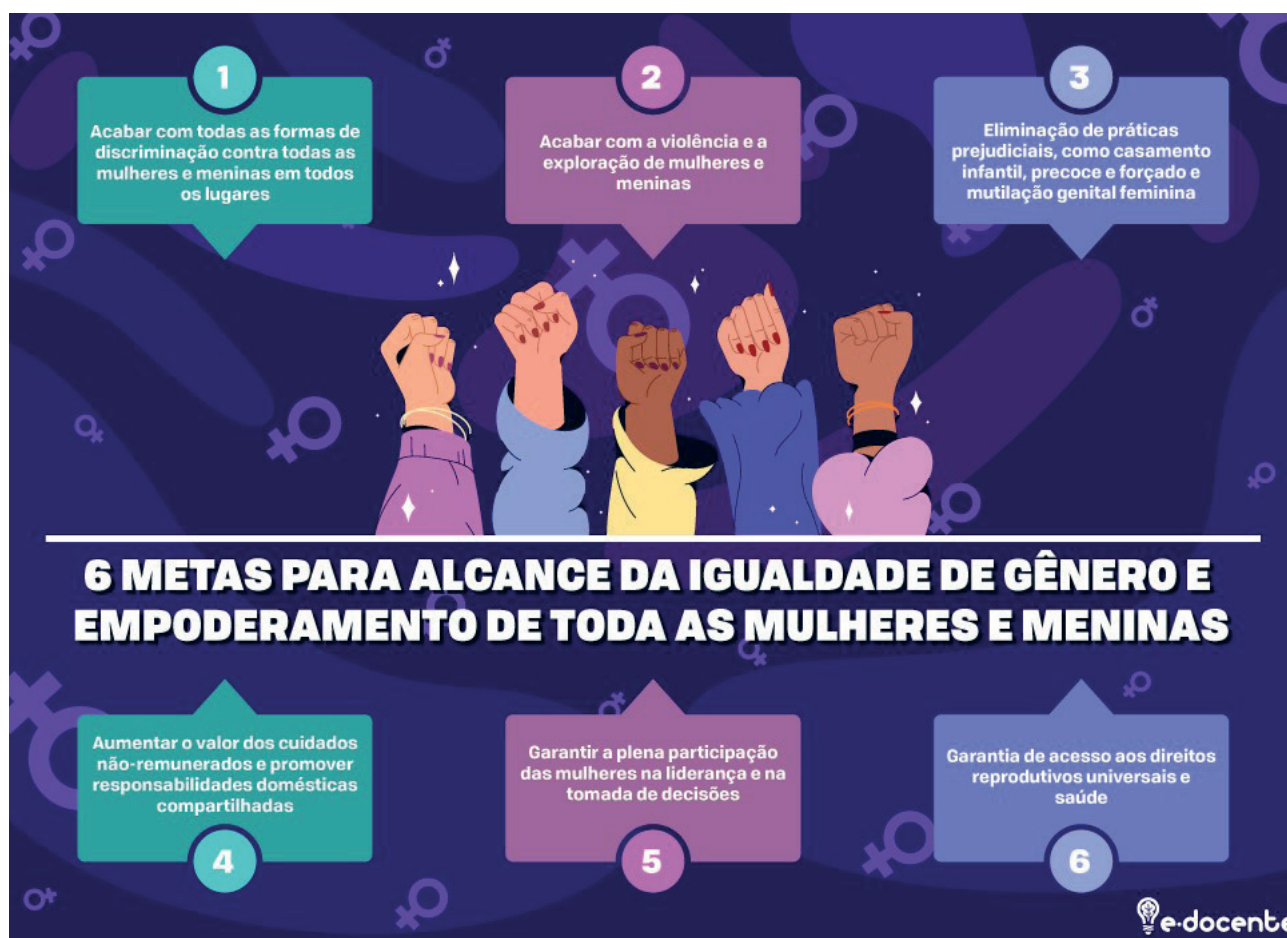 1
Acabar com todas as formas de
discriminação contra todas as
mulheres e meninas em todos
os lugares
2
Acabar com a violência e a
exploração de mulheres e
meninas
3
Eliminação de práticas
prejudiciais, como casamento
infantil, precoce e forçado e
mutilação genital feminina
6 METAS PARA ALCANCE DA IGUALDADE DE GÊNERO E
EMPODERAMENTO DE TODA AS MULHERES E MENINAS
Aumentar o valor dos cuidados
não-remunerados e promover
responsabilidades domésticas
compartilhadas
4
Garantir a plena participação
das mulheres na liderança e na
tomada de decisões
5
Garantia de acesso aos direitos
reprodutivos universais e
saúde
6
e·docente